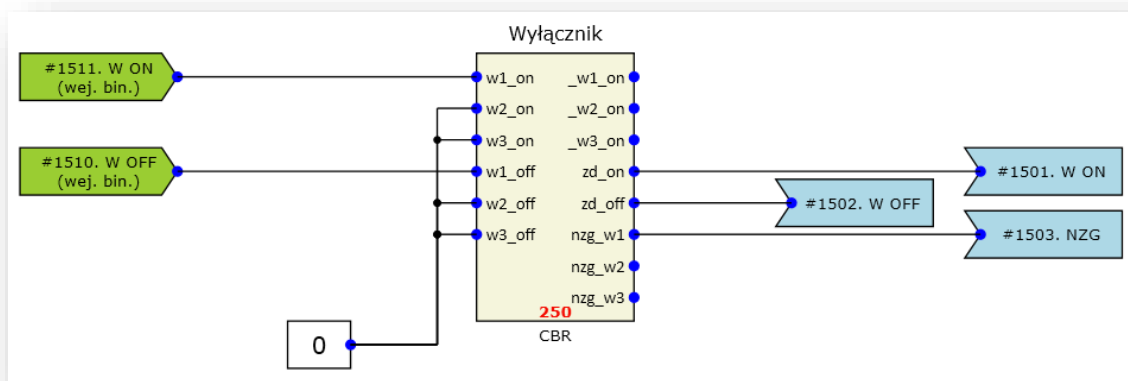 Wyłącznik
#1511. W ON
(wej. bin.)
#1510. W OFF
(wej. bin.)
w1_on
w2_on
w3_on
w1_off
w2_off
w3_off
_w1_on
_w2_on
_w3_on
zd_on
zd_off
nzg_w1
nzg_w2
nzg_w3
250
CBR
0
#1501. W ON
#1502. W OFF
#1503. NZG